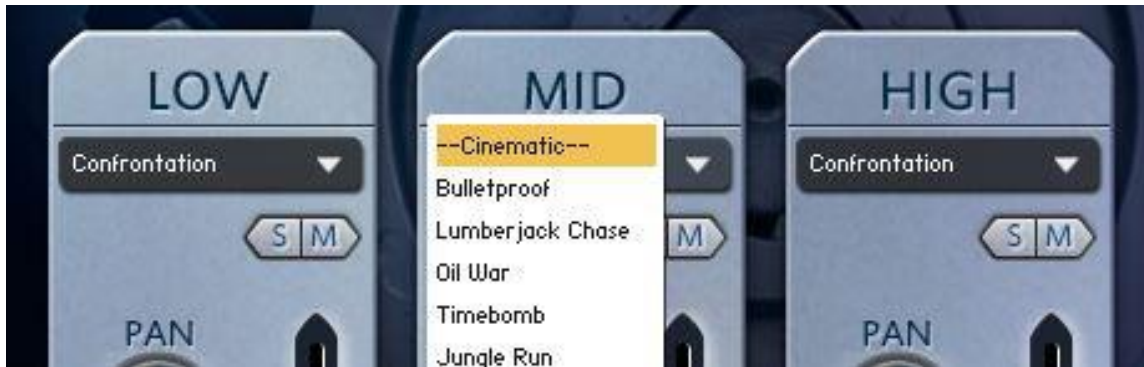 LOW
Confrontation
S M
PAN
MID
--Cinematic--
Bulletproof
Lumberjack Chase
Oil War
Timebomb
Jungle Run
M
HIGH
Confrontation
S M
PAN